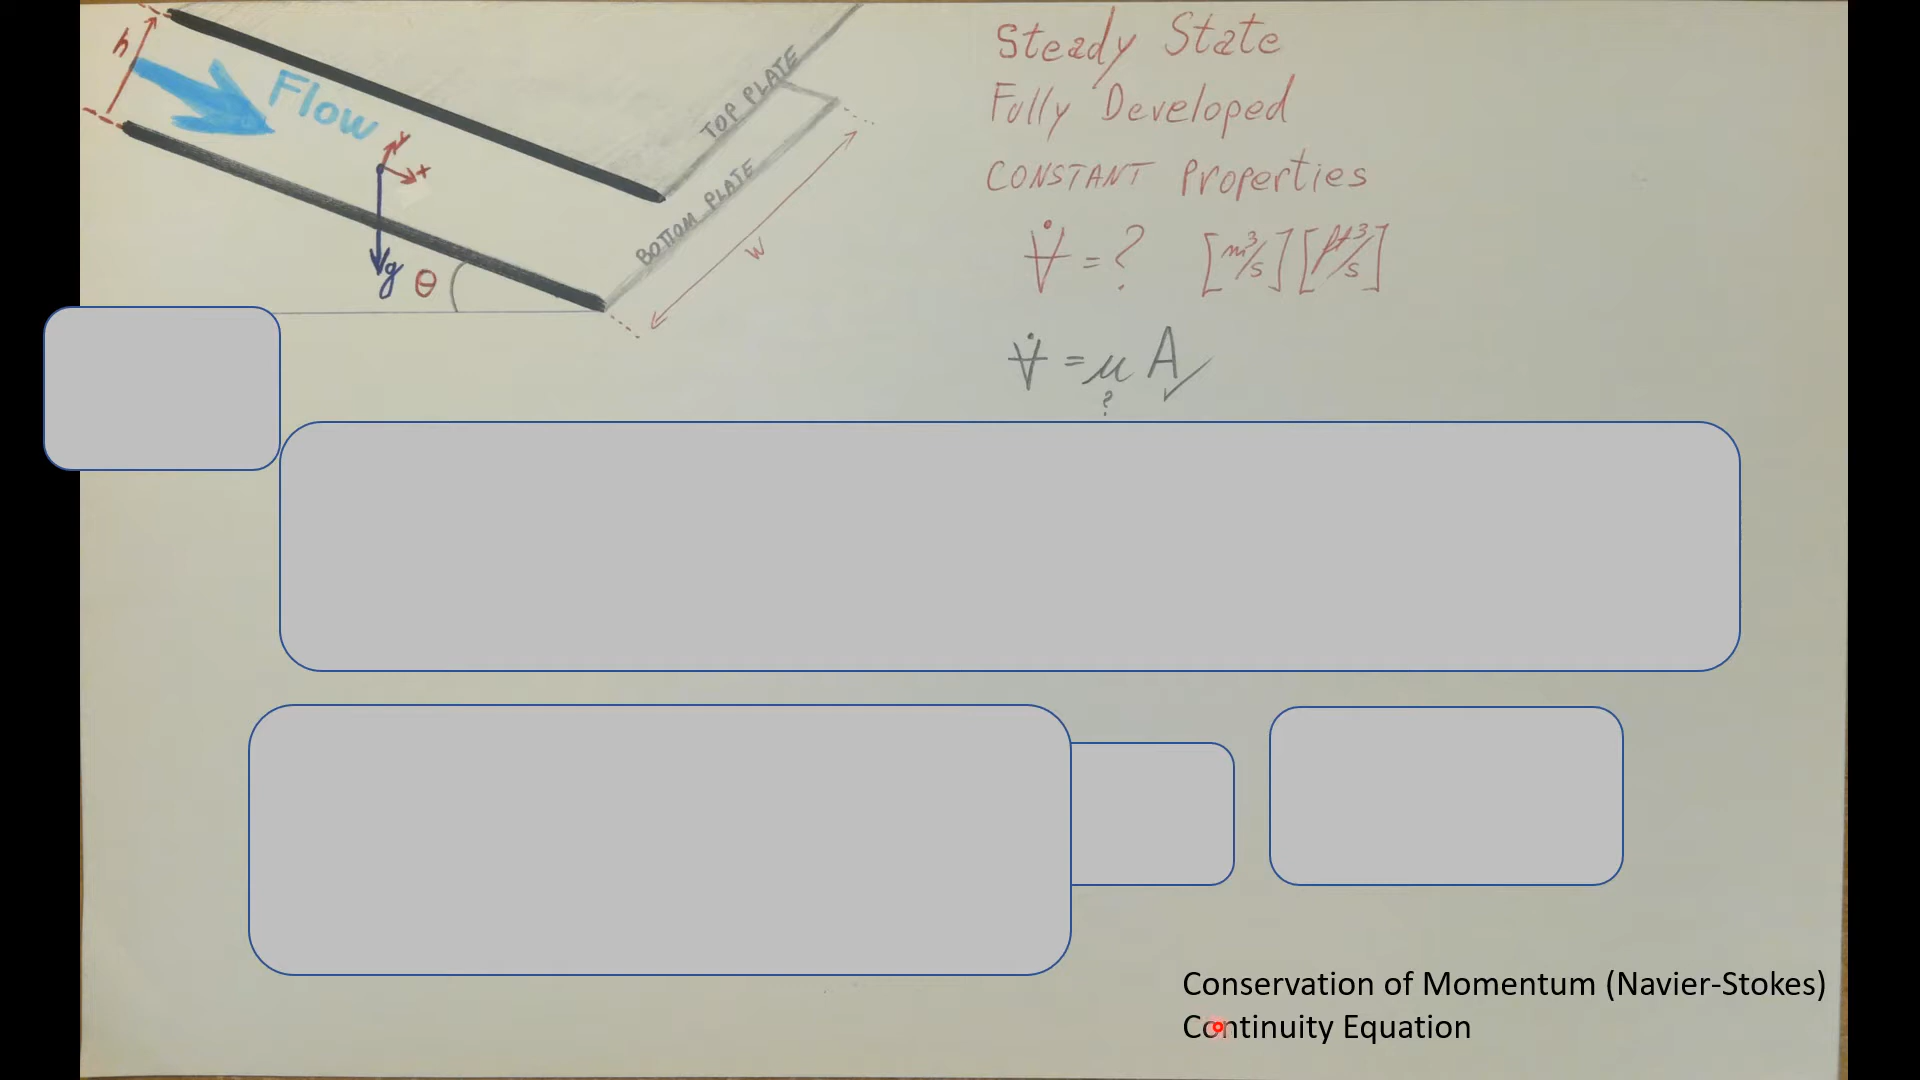 h
Flow
y
x
g
θ
TOP PLATE
BOTTOM PLATE
w
Steady State
Fully Developed
CONSTANT Properties
V̇ = ? [m³/s] [ft³/s]
V̇ = u A ✓
?
Conservation of Momentum (Navier-Stokes)
Continuity Equation